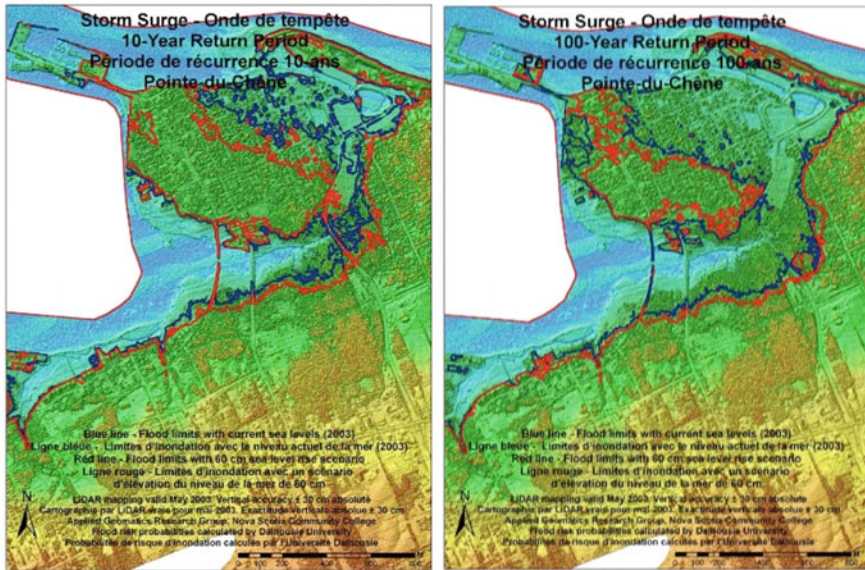 Storm Surge - Onde de tempête
10-Year Return Period
Période de récurrence 10-ans
Pointe-du-Chêne
Blue line - Flood limits with current sea levels (2003)
Ligne bleue - Limites d'inondation avec le niveau actuel de la mer (2003)
Red line - Flood limits with 60 cm sea level rise scenario
Ligne rouge - Limites d'inondation avec un scenario
d'élévation du niveau de la mer de 60 cm
LiDAR mapping valid May 2003. Vertical accuracy ± 30 cm absolute
Cartographie par LiDAR vraie pour mai 2003. Exactitude verticale absolue ± 30 cm
Applied Geomatics Research Group, Nova Scotia Community College
Flood risk probabilities calculated by Dalhousie University
Probabilités de risque d'inondation calculés par l'Université Dalhousie
N
Storm Surge - Onde de tempête
100-Year Return Period
Période de récurrence 100-ans
Pointe-du-Chêne
Blue line - Flood limits with current sea levels (2003)
Ligne bleue - Limites d'inondation avec le niveau actuel de la mer (2003)
Red line - Flood limits with 60 cm sea level rise scenario
Ligne rouge - Limites d'inondation avec un scenario
d'élévation du niveau de la mer de 60 cm
LiDAR mapping valid May 2003. Vertical accuracy ± 30 cm absolute
Cartographie par LiDAR vraie pour mai 2003. Exactitude verticale absolue ± 30 cm
Applied Geomatics Research Group, Nova Scotia Community College
Flood risk probabilities calculated by Dalhousie University
Probabilités de risque d'inondation calculés par l'Université Dalhousie
N